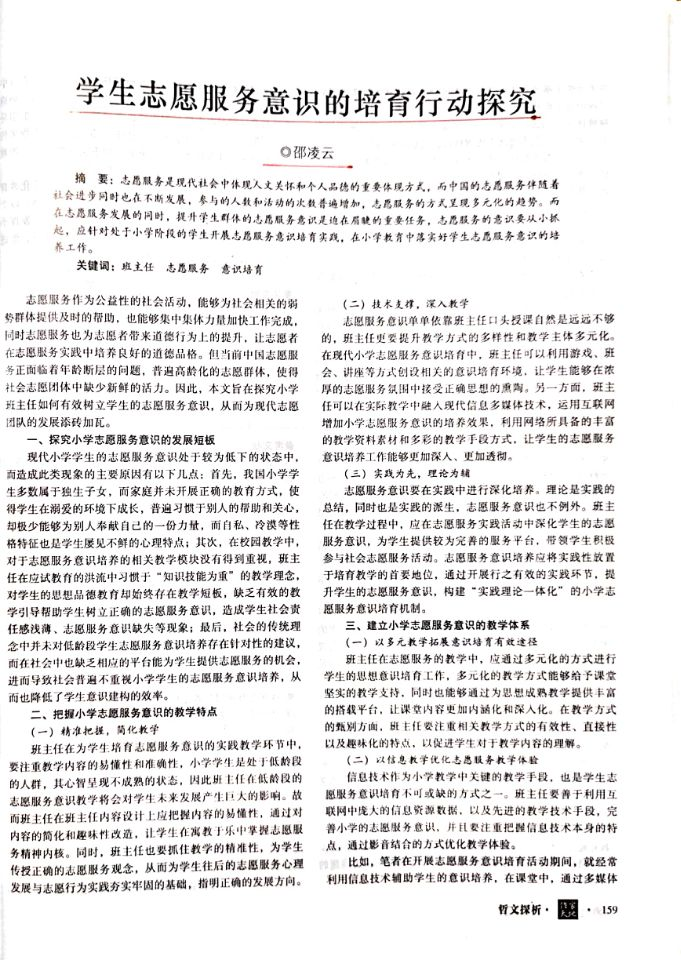 学生志愿服务意识的培育行动探究
◎邵凌云
摘　要：志愿服务是现代社会中体现人文关怀和个人品德的重要体现方式，而中国的志愿服务伴随着
社会进步同时也在不断发展，参与的人数和活动的次数普遍增加，志愿服务的方式呈现多元化的趋势。而
在志愿服务发展的同时，提升学生群体的志愿服务意识是迫在眉睫的重要任务，志愿服务的意识要从小抓
起，应针对处于小学阶段的学生开展志愿服务意识培育实践，在小学教育中落实好学生志愿服务意识的培
养工作。
关键词：班主任　志愿服务　意识培育
志愿服务作为公益性的社会活动，能够为社会相关的弱
势群体提供及时的帮助，也能够集中集体力量加快工作完成，
同时志愿服务也为志愿者带来道德行为上的提升，让志愿者
在志愿服务实践中培养良好的道德品格。但当前中国志愿服
务正面临着年龄断层的问题，普遍高龄化的志愿群体，使得
社会志愿团体中缺少新鲜的活力。因此，本文旨在探究小学
班主任如何有效树立学生的志愿服务意识，从而为现代志愿
团队的发展添砖加瓦。
一、探究小学志愿服务意识的发展短板
现代小学学生的志愿服务意识处于较为低下的状态中，
而造成此类现象的主要原因有以下几点：首先，我国小学学
生多数属于独生子女，而家庭并未开展正确的教育方式，使
得学生在溺爱的环境下成长，普遍习惯于别人的帮助和关心，
却极少能够为别人奉献自己的一份力量，而自私、冷漠等性
格特征也是学生屡见不鲜的心理特点；其次，在校园教学中，
对于志愿服务意识培养的相关教学模块没有得到重视，班主
任在应试教育的洪流中习惯于“知识技能为重”的教学理念，
对学生的思想品德教育却始终存在教学短板，缺乏有效的教
学引导帮助学生树立正确的志愿服务意识，造成学生社会责
任感浅薄、志愿服务意识缺失等现象；最后，社会的传统理
念中并未对低龄段学生志愿服务意识培养存在针对性的建议，
而在社会中也缺乏相应的平台能为学生提供志愿服务的机会，
进而导致社会普遍不重视小学学生的志愿服务意识培养，从
而也降低了学生意识建构的效率。
二、把握小学志愿服务意识的教学特点
（一）精准把握，简化教学
班主任在为学生培育志愿服务意识的实践教学环节中，
要注重教学内容的易懂性和准确性，小学学生是处于低龄段
的人群，其心智呈现不成熟的状态，因此班主任在低龄段的
志愿服务意识教学将会对学生未来发展产生巨大的影响。故
而班主任在班主任内容设计上应把握内容的易懂性，通过对
内容的简化和趣味性改造，让学生在寓教于乐中掌握志愿服
务精神内核。同时，班主任也要抓住教学的精准性，为学生
传授正确的志愿服务观念，从而为学生往后的志愿服务心理
发展与志愿行为实践夯实牢固的基础，指明正确的发展方向。
（二）技术支撑，深入教学
志愿服务意识单单依靠班主任口头授课自然是远远不够
的，班主任更要提升教学方式的多样性和教学主体多元化。
在现代小学志愿服务意识培育中，班主任可以利用游戏、班
会、讲座等方式创设相关的意识培育环境，让学生能够在浓
厚的志愿服务氛围中接受正确思想的熏陶。另一方面，班主
任可以在实际教学中融入现代信息多媒体技术，运用互联网
增加小学志愿服务意识的培养效果，利用网络所具备的丰富
的教学资料素材和多彩的教学手段方式，让学生的志愿服务
意识培养工作能够更加深入、更加透彻。
（三）实践为先，理论为辅
志愿服务意识要在实践中进行深化培养。理论是实践的
总结，同时也是实践的派生，志愿服务意识也不例外。班主
任在教学过程中，应在志愿服务实践活动中深化学生的志愿
服务意识，为学生提供较为完善的服务平台，带领学生积极
参与社会志愿服务活动。志愿服务意识培养应将实践性放置
于培育教学的首要地位，通过开展行之有效的实践环节，提
升学生的志愿服务意识，构建“实践理论一体化”的小学志
愿服务意识培育机制。
三、建立小学志愿服务意识的教学体系
（一）以多元教学拓展意识培育有效途径
班主任在志愿服务的教学中，应通过多元化的方式进行
学生的思想意识培育工作，多元化的教学方式能够给予课堂
坚实的教学支持，同时也能够通过为思想成熟教学提供丰富
的搭载平台，让课堂内容更加内涵化和深人化。在教学方式
的甄别方面，班主任要注重相关教学方式的有效性、直接性
以及趣味化的特点，以促进学生对于教学内容的理解。
（二）以信息教学优化志愿服务教学体验
信息技术作为小学教学中关键的教学手段，也是学生志
愿服务意识培育不可或缺的方式之一。班主任要善于利用互
联网中庞大的信息资源数据，以及先进的教学技术手段，完
善小学的志愿服务意识，并且要注重把握信息技术本身的特
点，通过影音结合的方式优化教学体验。
比如，笔者在开展志愿服务意识培育活动期间，就经常
利用信息技术辅助学生的意识培养，在课堂中，通过多媒体
哲文探析·作家天地·159